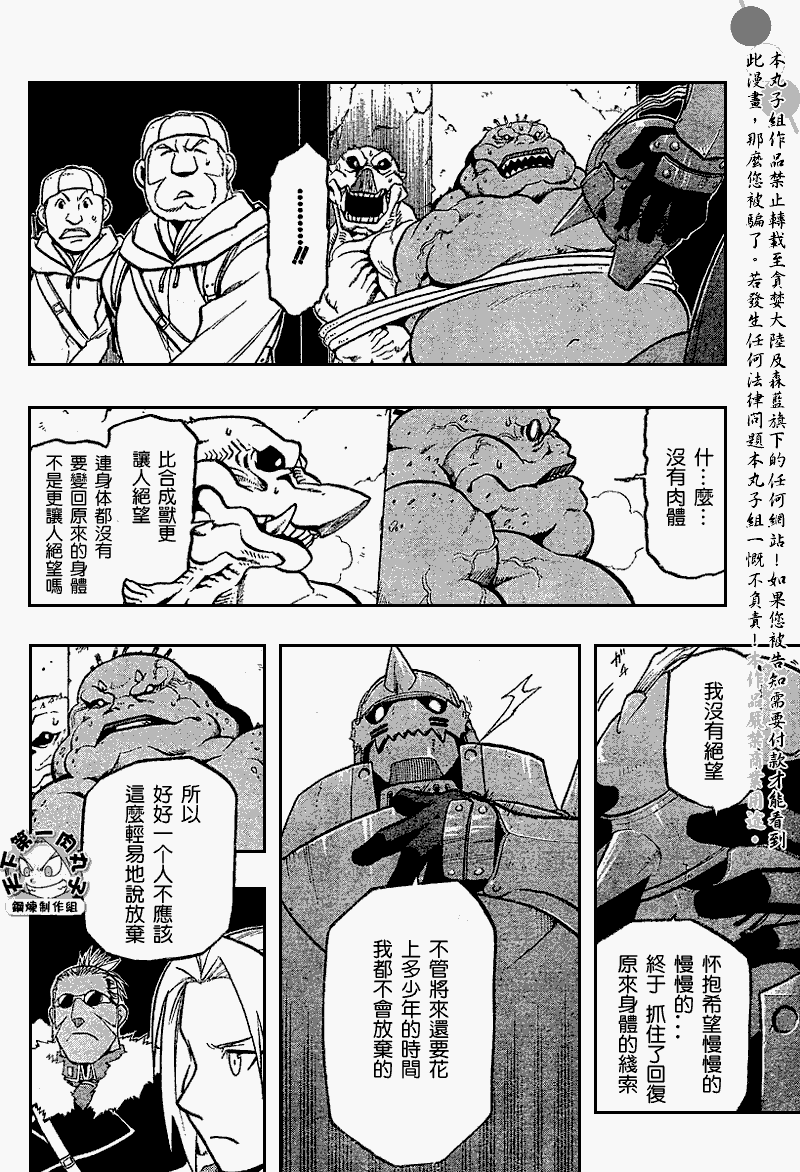 本丸子組作品禁止轉載至貪婪大陸及森藍旗下的任何網站！如果您被告知需要付款才能看到
此漫畫，那麼您被騙了。若發生任何法律問題本丸子組一慨不負責！本作品嚴禁商業用途。
………!!
什…麼…
沒有肉體
比合成獸更
讓人絕望
連身体都沒有
要變回原來的身體
不是更讓人絕望嗎
我沒有絕望
怀抱希望慢慢的
慢慢的…
終于 抓住了回復
原來身體的綫索
不管將來還要花
上多少年的時間
我都不會放棄的
所以
好好一个人不應該
這麼輕易地說放棄
天下第一肉丸子
鋼煉制作組